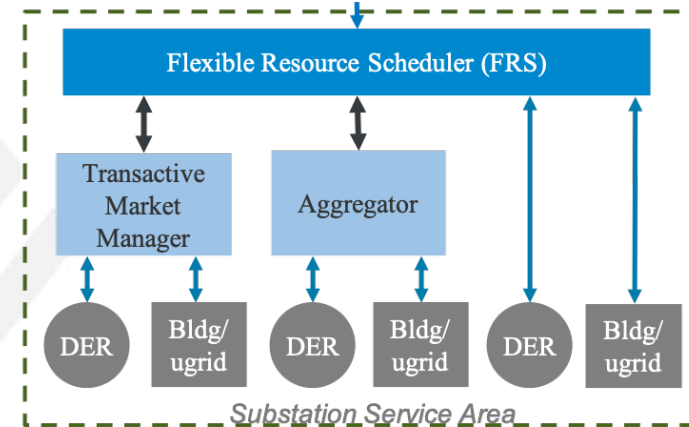 Flexible Resource Scheduler (FRS)
Transactive
Market
Manager
Aggregator
DER
Bldg/
ugrid
DER
Bldg/
ugrid
DER
Bldg/
ugrid
Substation Service Area